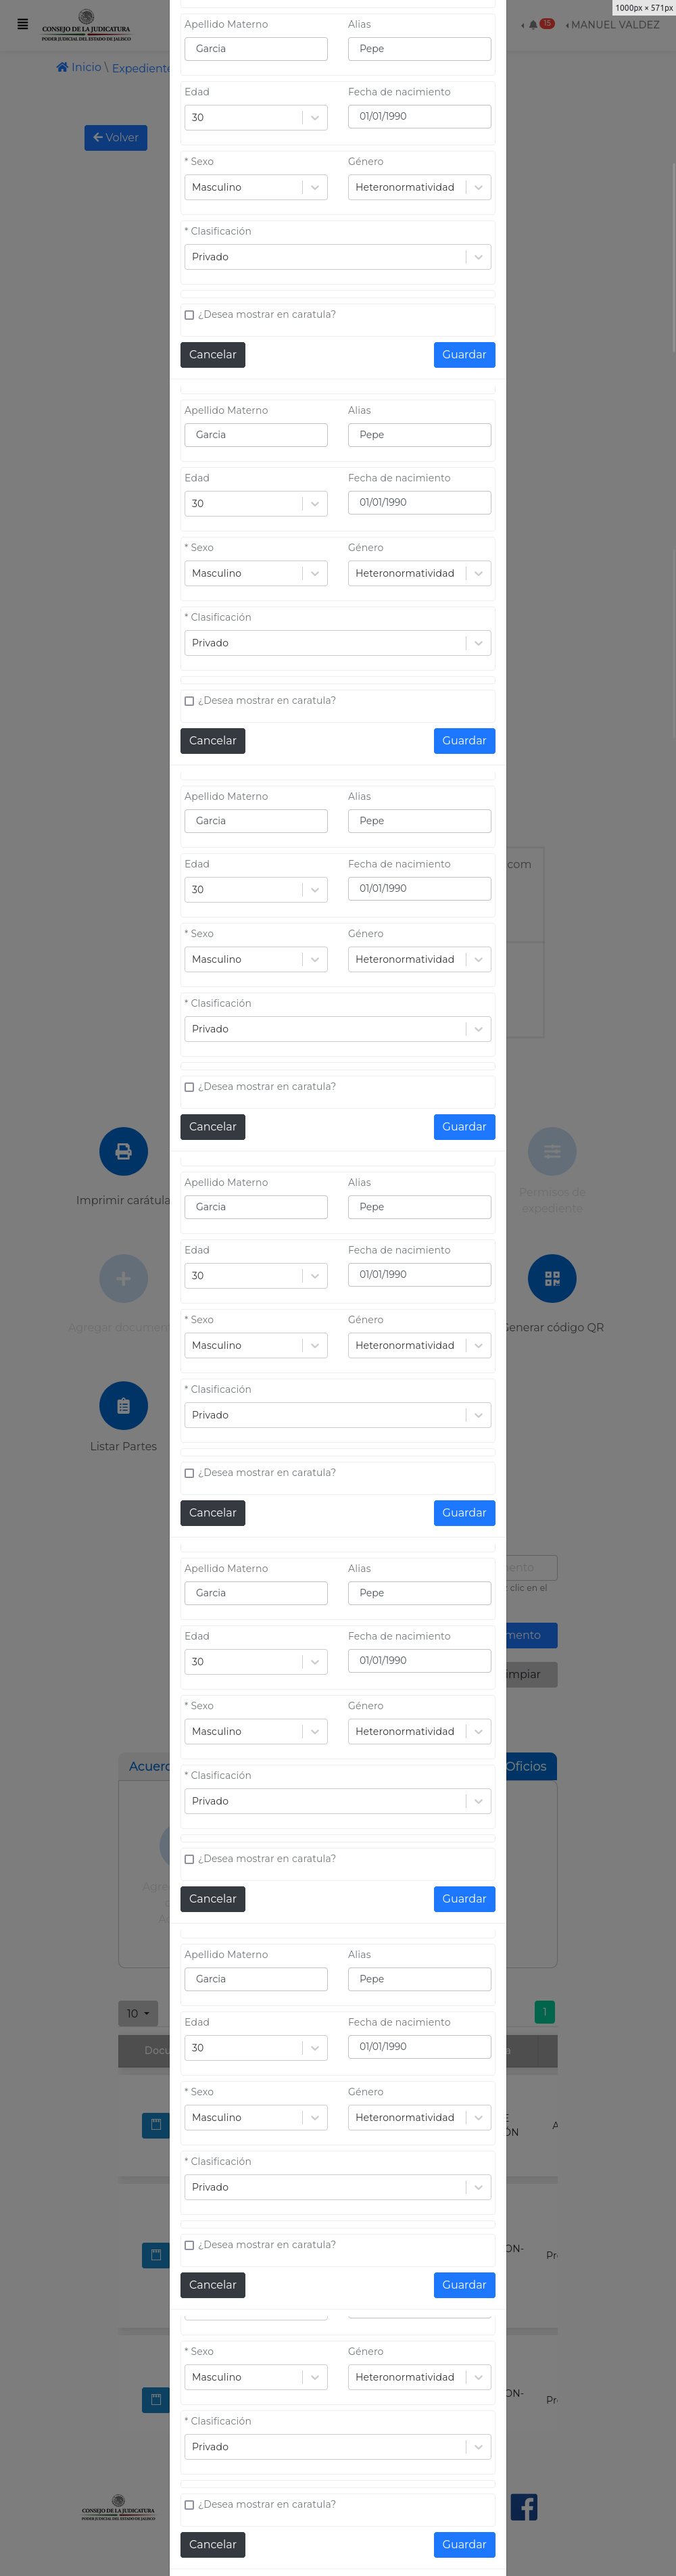 1000px × 571px
CONSEJO DE LA JUDICATURA
PODER JUDICIAL DEL ESTADO DE JALISCO
15
MANUEL VALDEZ
Inicio \ Expediente
Volver
Apellido Materno
Alias
Garcia
Pepe
Edad
Fecha de nacimiento
30
01/01/1990
* Sexo
Género
Masculino
Heteronormatividad
* Clasificación
Privado
¿Desea mostrar en caratula?
Cancelar
Guardar
Apellido Materno
Alias
Garcia
Pepe
Edad
Fecha de nacimiento
30
01/01/1990
* Sexo
Género
Masculino
Heteronormatividad
* Clasificación
Privado
¿Desea mostrar en caratula?
Cancelar
Guardar
Apellido Materno
Alias
Garcia
Pepe
Edad
Fecha de nacimiento
com
30
01/01/1990
* Sexo
Género
Masculino
Heteronormatividad
* Clasificación
Privado
¿Desea mostrar en caratula?
Cancelar
Guardar
Imprimir carátula
Permisos de
expediente
Apellido Materno
Alias
Garcia
Pepe
Edad
Fecha de nacimiento
30
01/01/1990
* Sexo
Género
Agregar documen
Generar código QR
Masculino
Heteronormatividad
* Clasificación
Privado
Listar Partes
¿Desea mostrar en caratula?
Cancelar
Guardar
Apellido Materno
Alias
mento
clic en el
Garcia
Pepe
Edad
Fecha de nacimiento
mento
30
01/01/1990
impiar
* Sexo
Género
Masculino
Heteronormatividad
Acuerd
Oficios
* Clasificación
Privado
¿Desea mostrar en caratula?
Agre
Cancelar
Guardar
Apellido Materno
Alias
Garcia
Pepe
10
1
Edad
Fecha de nacimiento
30
01/01/1990
Docu
a
* Sexo
Género
Masculino
Heteronormatividad
E
ÓN
A
* Clasificación
Privado
¿Desea mostrar en caratula?
ON-
Pr
Cancelar
Guardar
* Sexo
Género
Masculino
Heteronormatividad
ON-
Pr
* Clasificación
Privado
¿Desea mostrar en caratula?
CONSEJO DE LA JUDICATURA
PODER JUDICIAL DEL ESTADO DE JALISCO
Cancelar
Guardar